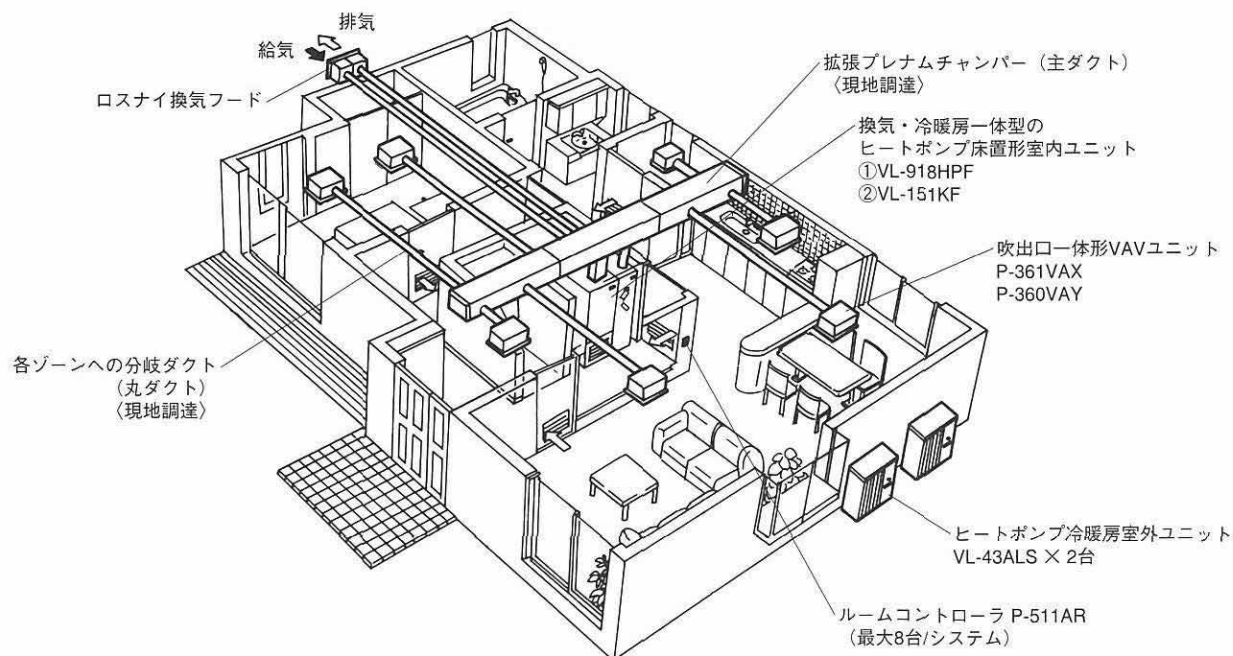 排気
給気
ロスナイ換気フード
拡張プレナムチャンバー（主ダクト）
〈現地調達〉
換気・冷暖房一体型の
ヒートポンプ床置形室内ユニット
①VL-918HPF
②VL-151KF
吹出口一体形VAVユニット
P-361VAX
P-360VAY
各ゾーンへの分岐ダクト
（丸ダクト）
〈現地調達〉
ヒートポンプ冷暖房室外ユニット
VL-43ALS × 2台
ルームコントローラ P-511AR
（最大8台/システム）